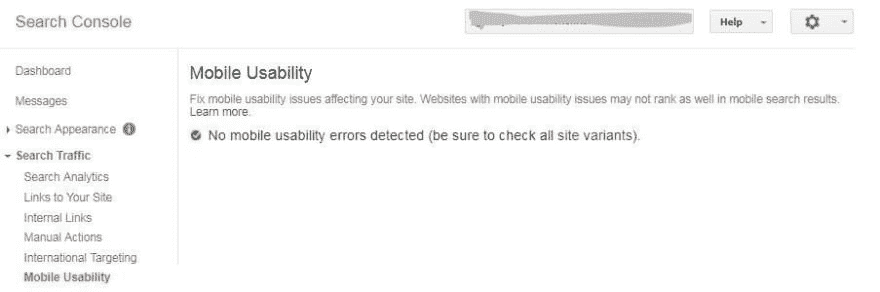 Search Console
Help
Dashboard
Messages
Search Appearance
Search Traffic
Search Analytics
Links to Your Site
Internal Links
Manual Actions
International Targeting
Mobile Usability
Mobile Usability
Fix mobile usability issues affecting your site. Websites with mobile usability issues may not rank as well in mobile search results.
Learn more.
No mobile usability errors detected (be sure to check all site variants).